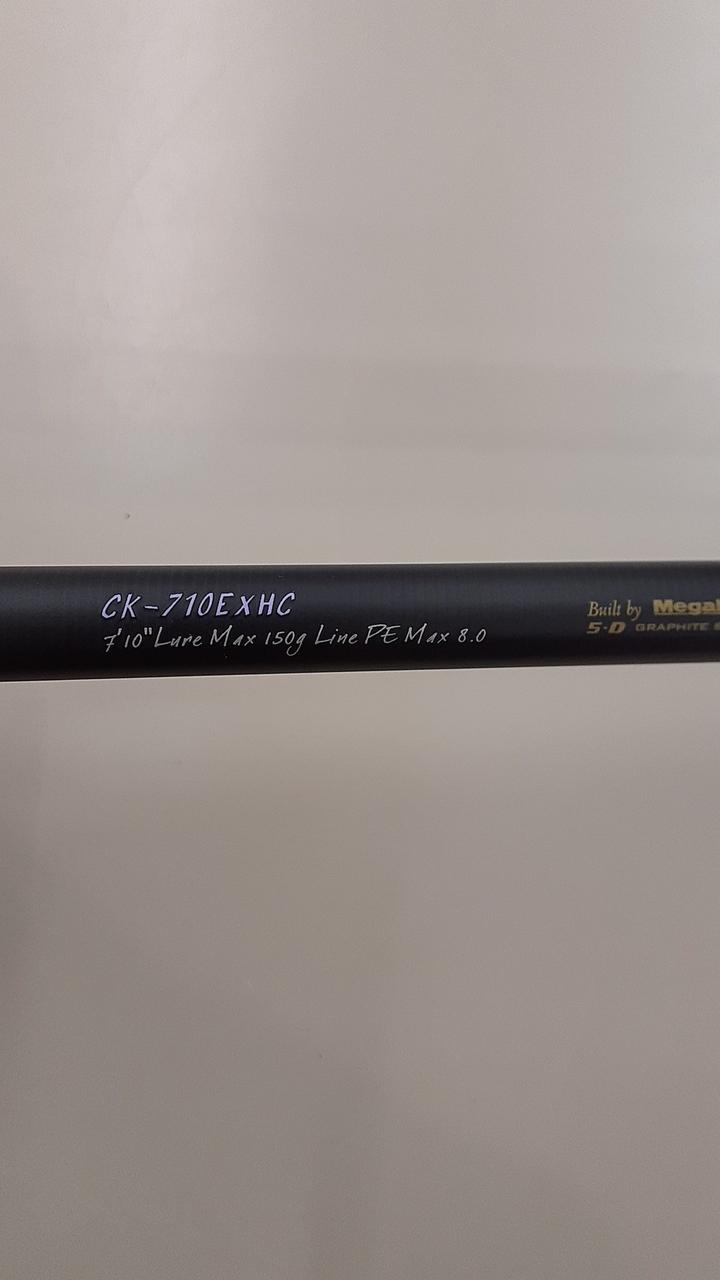 CK-710EXHC
7'10" Lure Max 150g Line PE Max 8.0
Built by
5-D GRAPHITE